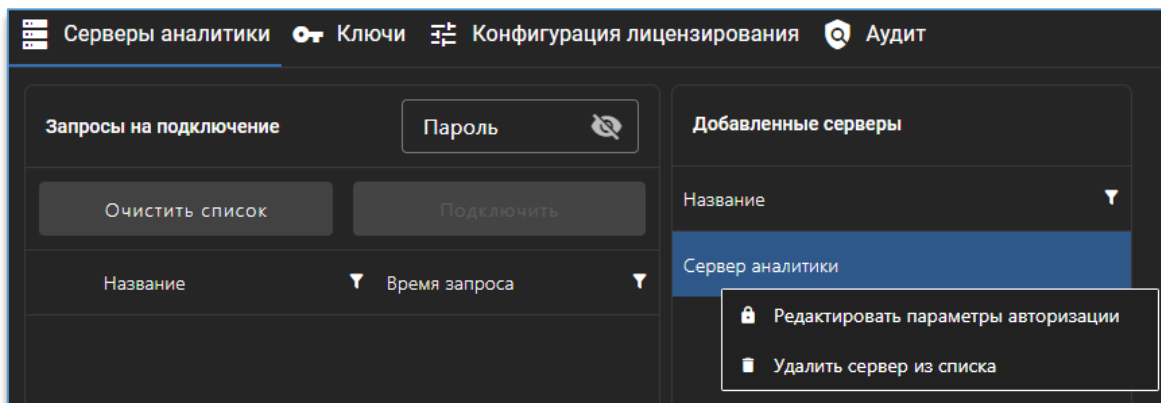 Серверы аналитики Ключи Конфигурация лицензирования Аудит
Запросы на подключение Пароль
Добавленные серверы
Очистить список Подключить
Название
Название Время запроса
Сервер аналитики
Редактировать параметры авторизации
Удалить сервер из списка